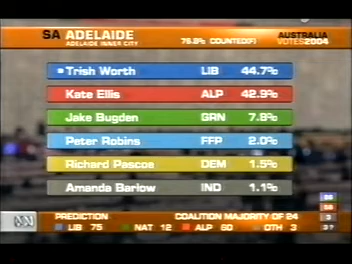 SA ADELAIDE
ADELAIDE INNER CITY
79.8% COUNTED(F)
AUSTRALIA
VOTES2004
Trish Worth LIB 44.7%
Kate Ellis ALP 42.9%
Jake Bugden GRN 7.8%
Peter Robins FFP 2.0%
Richard Pascoe DEM 1.5%
Amanda Barlow IND 1.1%
PREDICTION COALITION MAJORITY OF 24
LIB 75 NAT 12 ALP 60 OTH 3